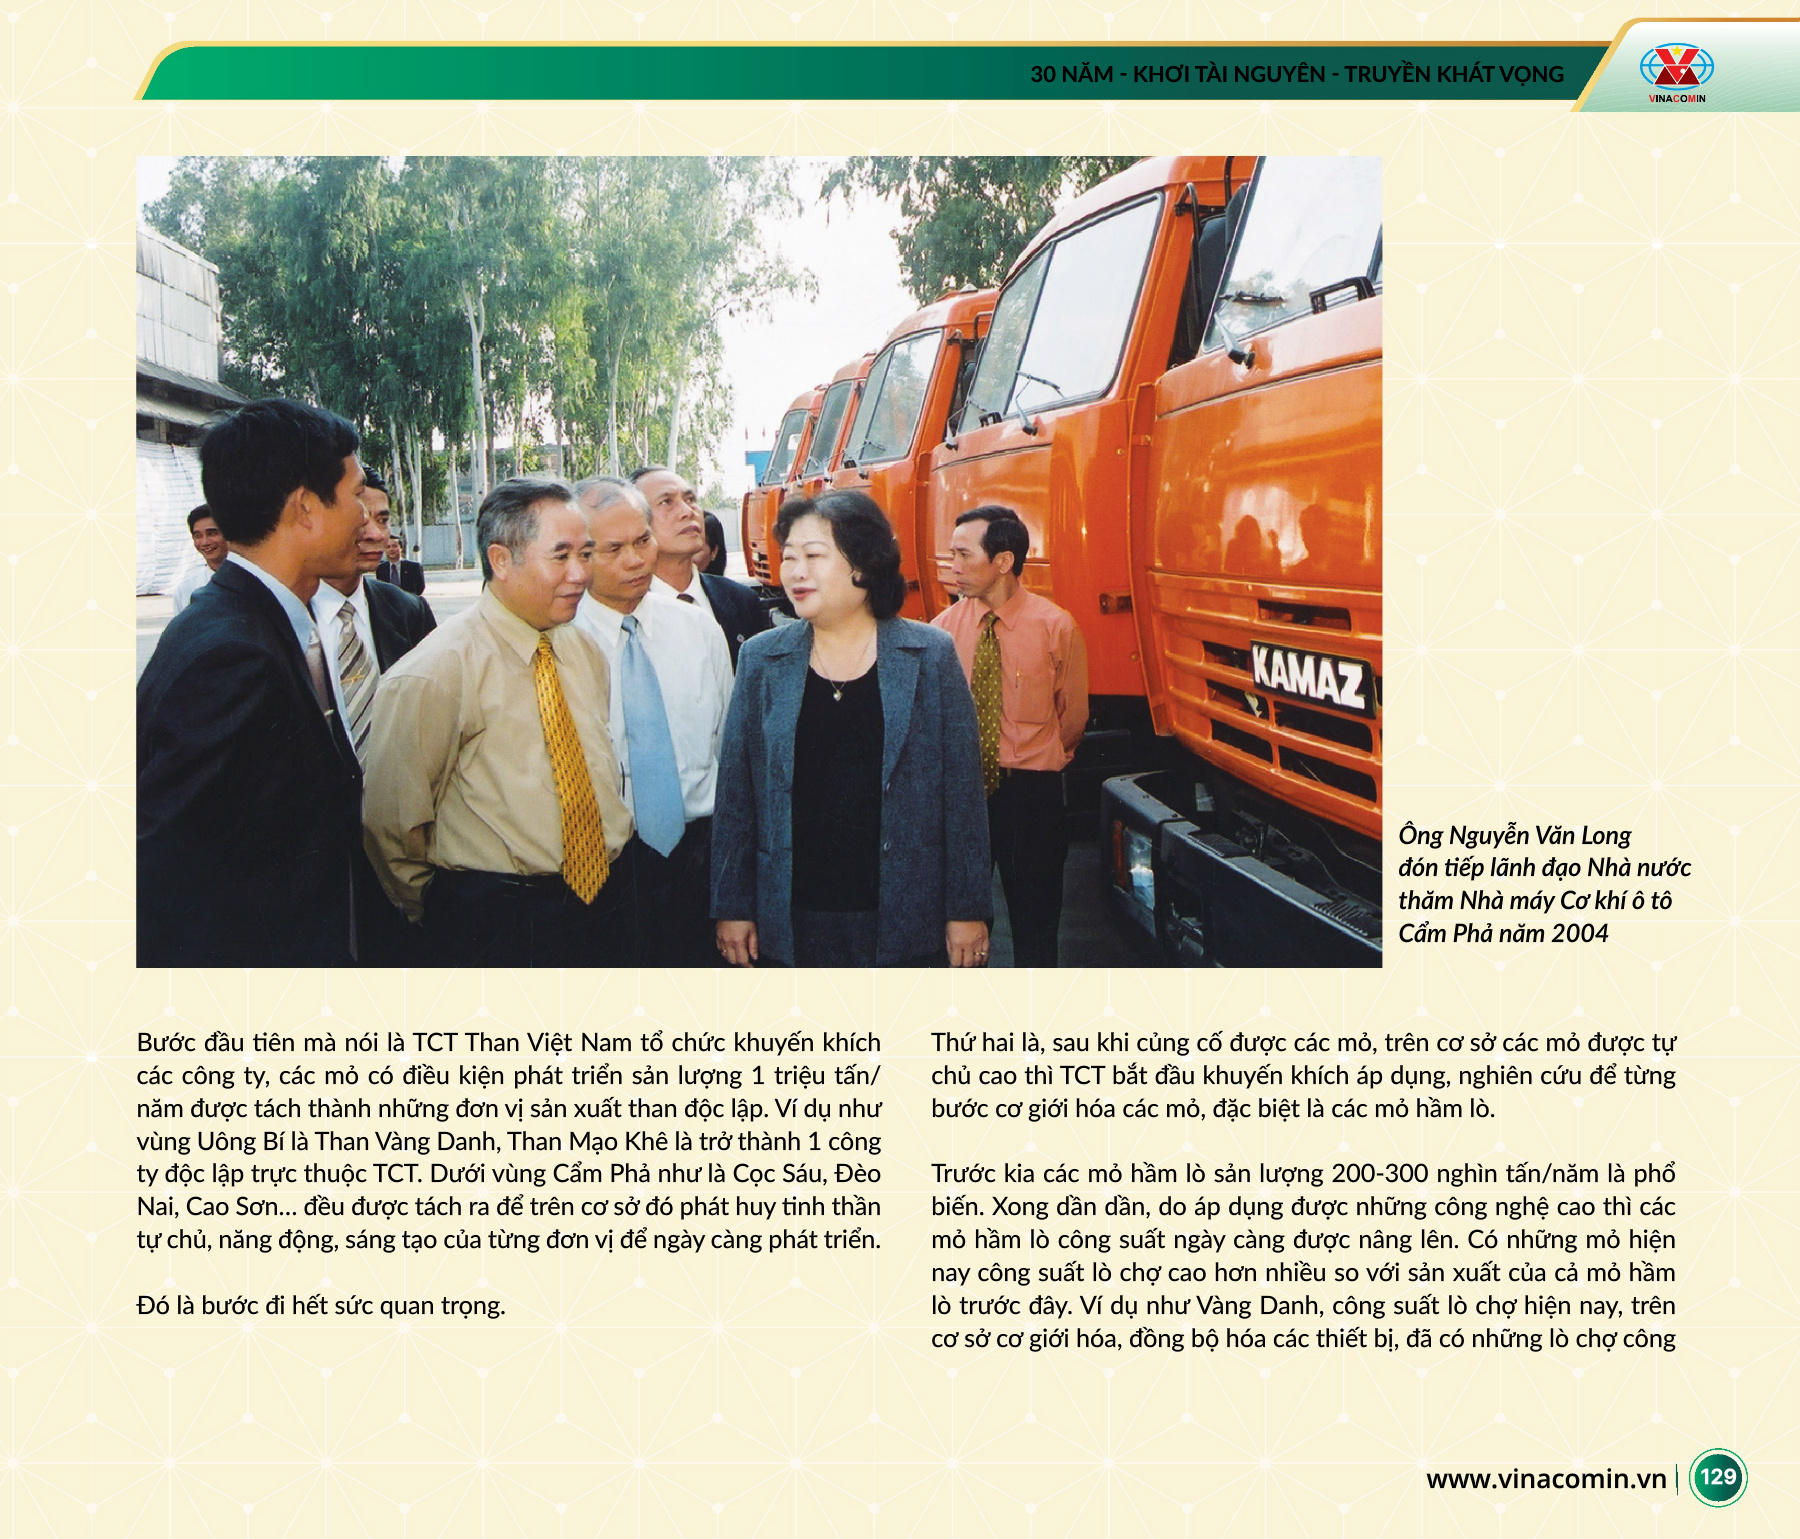 30 NĂM - KHƠI TÀI NGUYÊN - TRUYỀN KHÁT VỌNG
VINACOMIN
KAMAZ
Ông Nguyễn Văn Long
đón tiếp lãnh đạo Nhà nước
thăm Nhà máy Cơ khí ô tô
Cẩm Phả năm 2004
Bước đầu tiên mà nói là TCT Than Việt Nam tổ chức khuyến khích
các công ty, các mỏ có điều kiện phát triển sản lượng 1 triệu tấn/
năm được tách thành những đơn vị sản xuất than độc lập. Ví dụ như
vùng Uông Bí là Than Vàng Danh, Than Mạo Khê là trở thành 1 công
ty độc lập trực thuộc TCT. Dưới vùng Cẩm Phả như là Cọc Sáu, Đèo
Nai, Cao Sơn... đều được tách ra để trên cơ sở đó phát huy tinh thần
tự chủ, năng động, sáng tạo của từng đơn vị để ngày càng phát triển.
Đó là bước đi hết sức quan trọng.
Thứ hai là, sau khi củng cố được các mỏ, trên cơ sở các mỏ được tự
chủ cao thì TCT bắt đầu khuyến khích áp dụng, nghiên cứu để từng
bước cơ giới hóa các mỏ, đặc biệt là các mỏ hầm lò.
Trước kia các mỏ hầm lò sản lượng 200-300 nghìn tấn/năm là phổ
biến. Xong dần dần, do áp dụng được những công nghệ cao thì các
mỏ hầm lò công suất ngày càng được nâng lên. Có những mỏ hiện
nay công suất lò chợ cao hơn nhiều so với sản xuất của cả mỏ hầm
lò trước đây. Ví dụ như Vàng Danh, công suất lò chợ hiện nay, trên
cơ sở cơ giới hóa, đồng bộ hóa các thiết bị, đã có những lò chợ công
www.vinacomin.vn
129